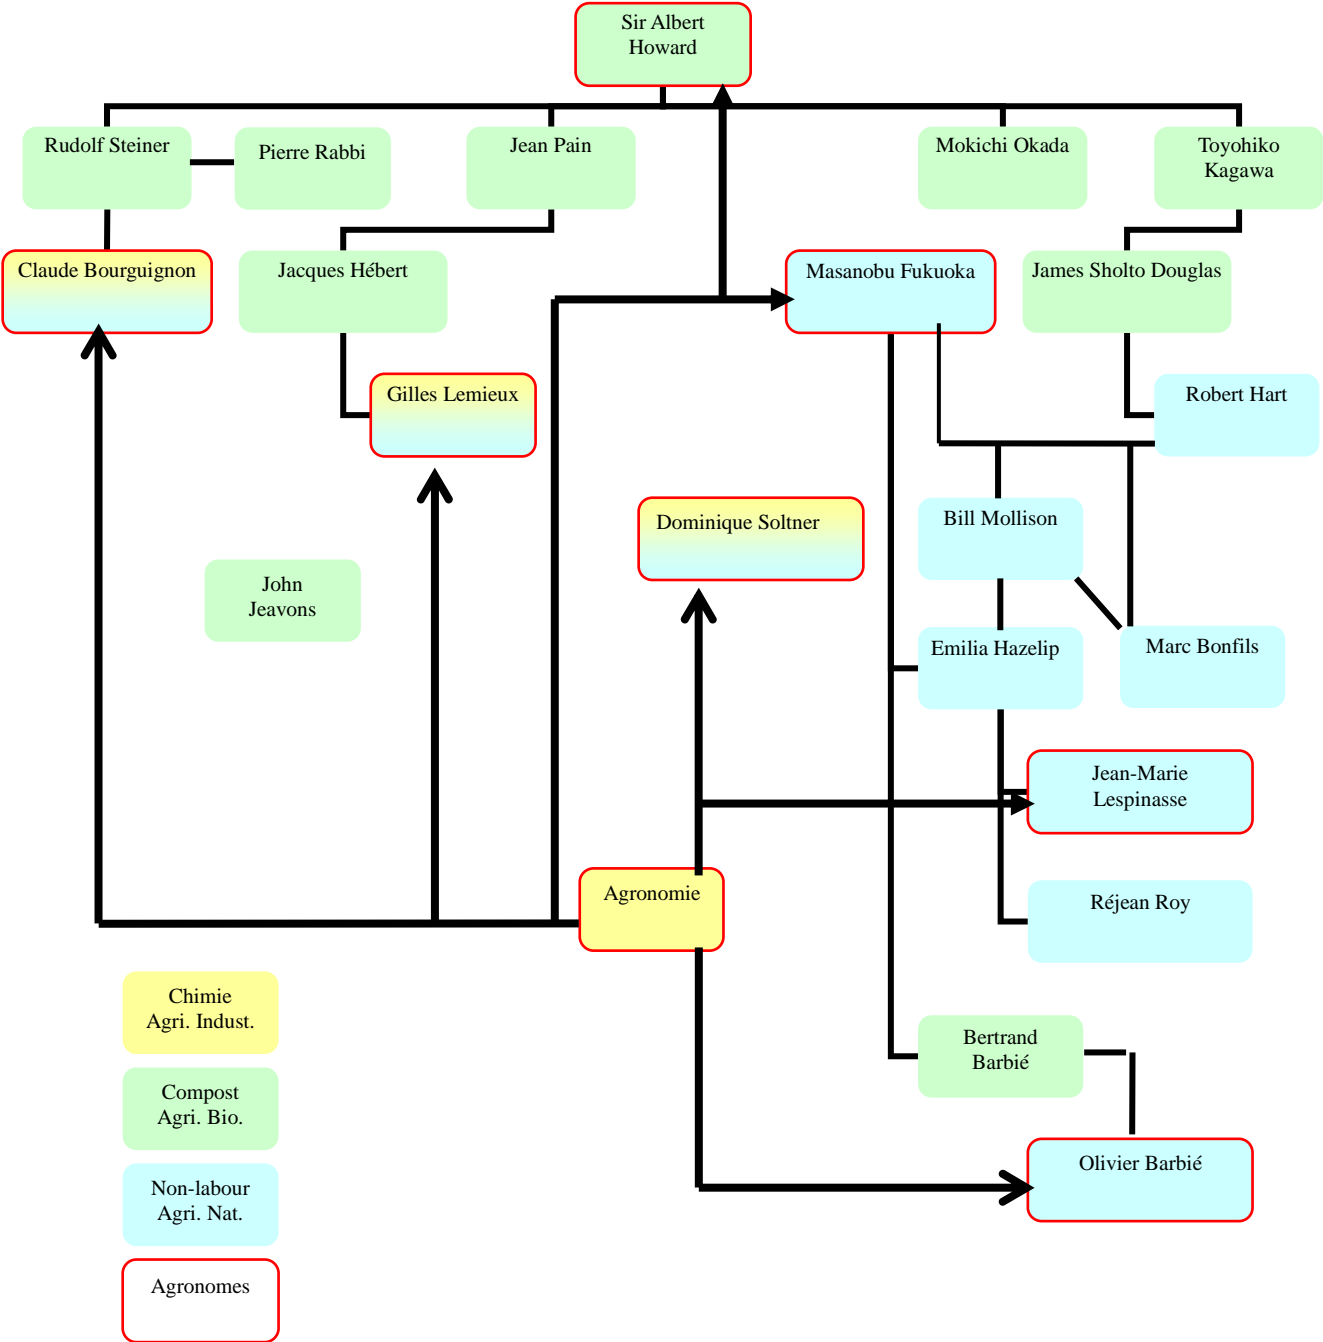 Sir Albert
Howard
Rudolf Steiner
Pierre Rabbi
Jean Pain
Mokichi Okada
Toyohiko
Kagawa
Claude Bourguignon
Jacques Hébert
Masanobu Fukuoka
James Sholto Douglas
Gilles Lemieux
Robert Hart
Dominique Soltner
Bill Mollison
John
Jeavons
Emilia Hazelip
Marc Bonfils
Jean-Marie
Lespinasse
Agronomie
Réjean Roy
Chimie
Agri. Indust.
Bertrand
Barbié
Compost
Agri. Bio.
Olivier Barbié
Non-labour
Agri. Nat.
Agronomes